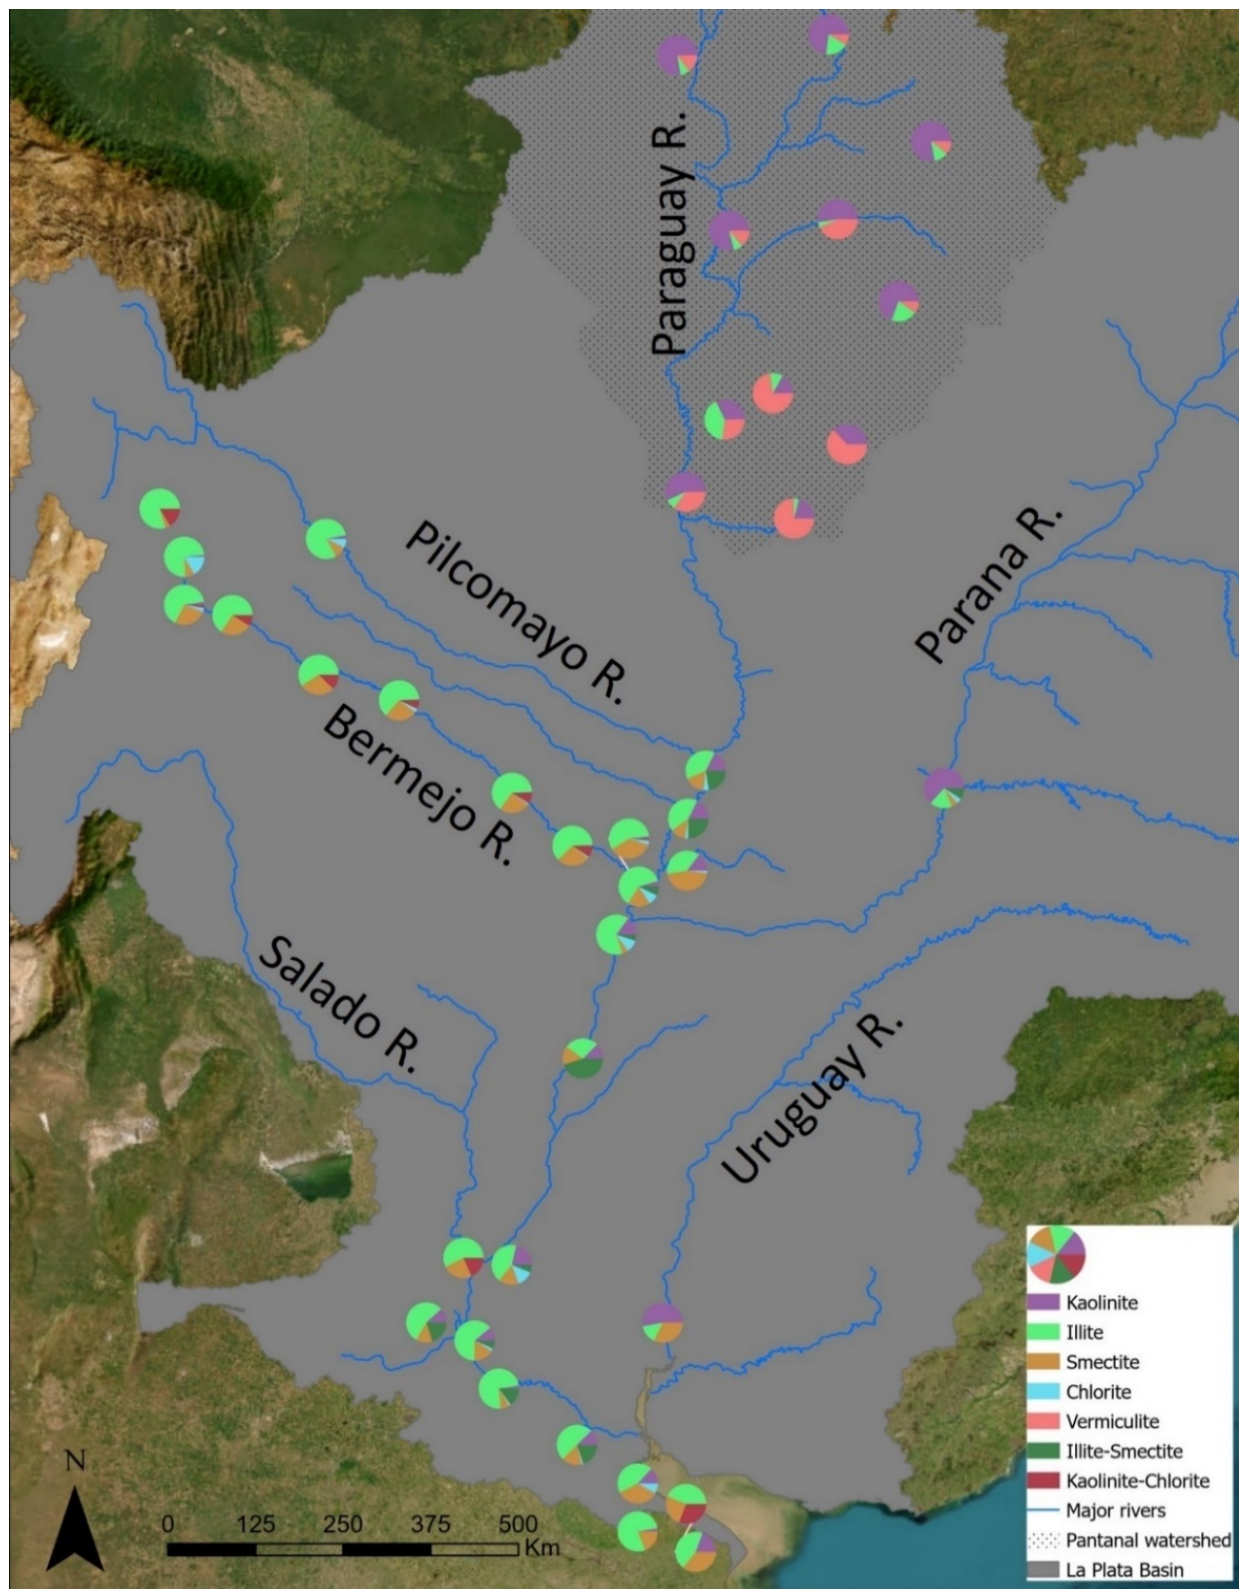 Paraguay R.
Pilcomayo R.
Parana R.
Bermejo R.
Salado R.
Uruguay R.
Kaolinite
Illite
Smectite
Chlorite
Vermiculite
Illite-Smectite
Kaolinite-Chlorite
Major rivers
Pantanal watershed
La Plata Basin
N
0 125 250 375 500
Km